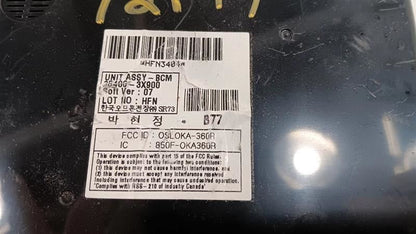 *HFN3404*
UNIT ASSY-BCM
95400-3X900
Soft Ver : 07
LOT NO : HFN
박 현 정 . B77
FCC ID : OSLOKA-360R
IC : 850F-OKA360R
This device complies with part 15 of the FCC Rules.
Operation is subject to the following two conditions:
(1) this device may not cause harmful interference, and
(2) this device must accept any interference received
including interference that may cause undesired operation.
"Complies with RSS - 210 of Industry Canada"